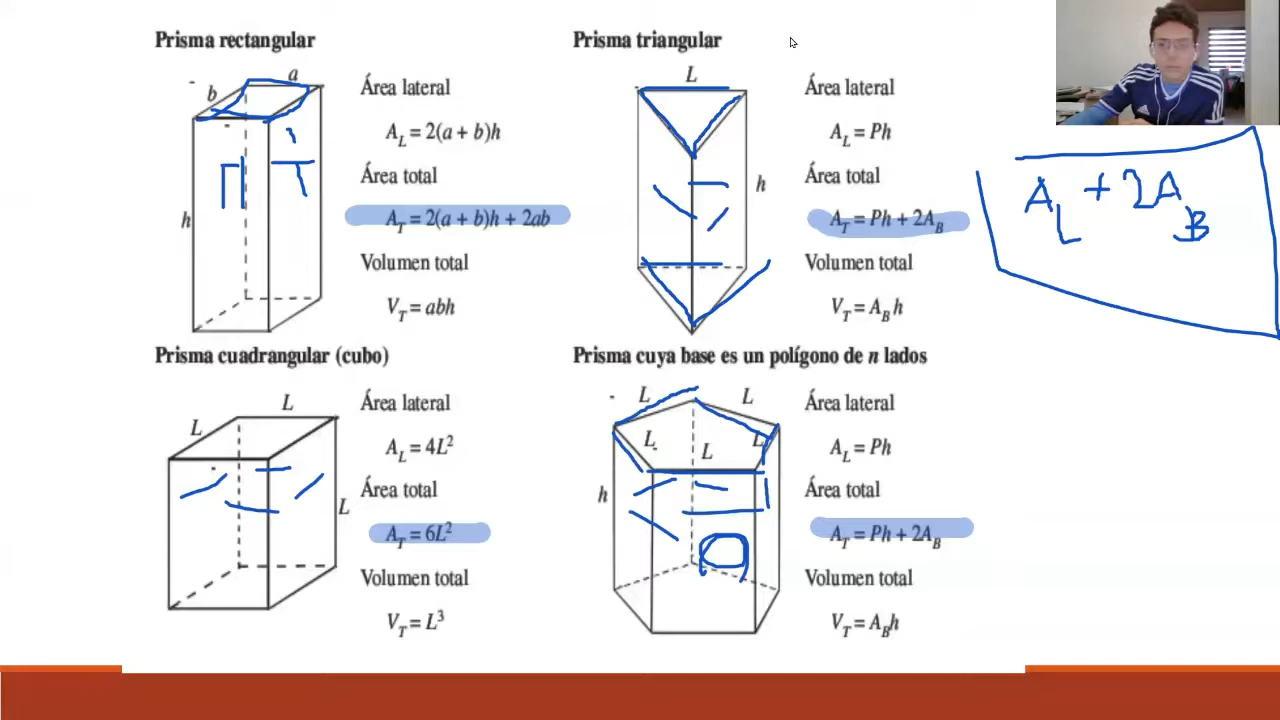 Prisma rectangular
a
b
h
Área lateral
A_L = 2(a + b)h
Área total
A_T = 2(a + b)h + 2ab
Volumen total
V_T = abh
Prisma triangular
L
h
Área lateral
A_L = Ph
Área total
A_T = Ph + 2A_B
Volumen total
V_T = A_B h
A_L + 2A_B
Prisma cuadrangular (cubo)
L
L
L
Área lateral
A_L = 4L²
Área total
A_T = 6L²
Volumen total
V_T = L³
Prisma cuya base es un polígono de n lados
L
L
L
L
L
h
Área lateral
A_L = Ph
Área total
A_T = Ph + 2A_B
Volumen total
V_T = A_B h